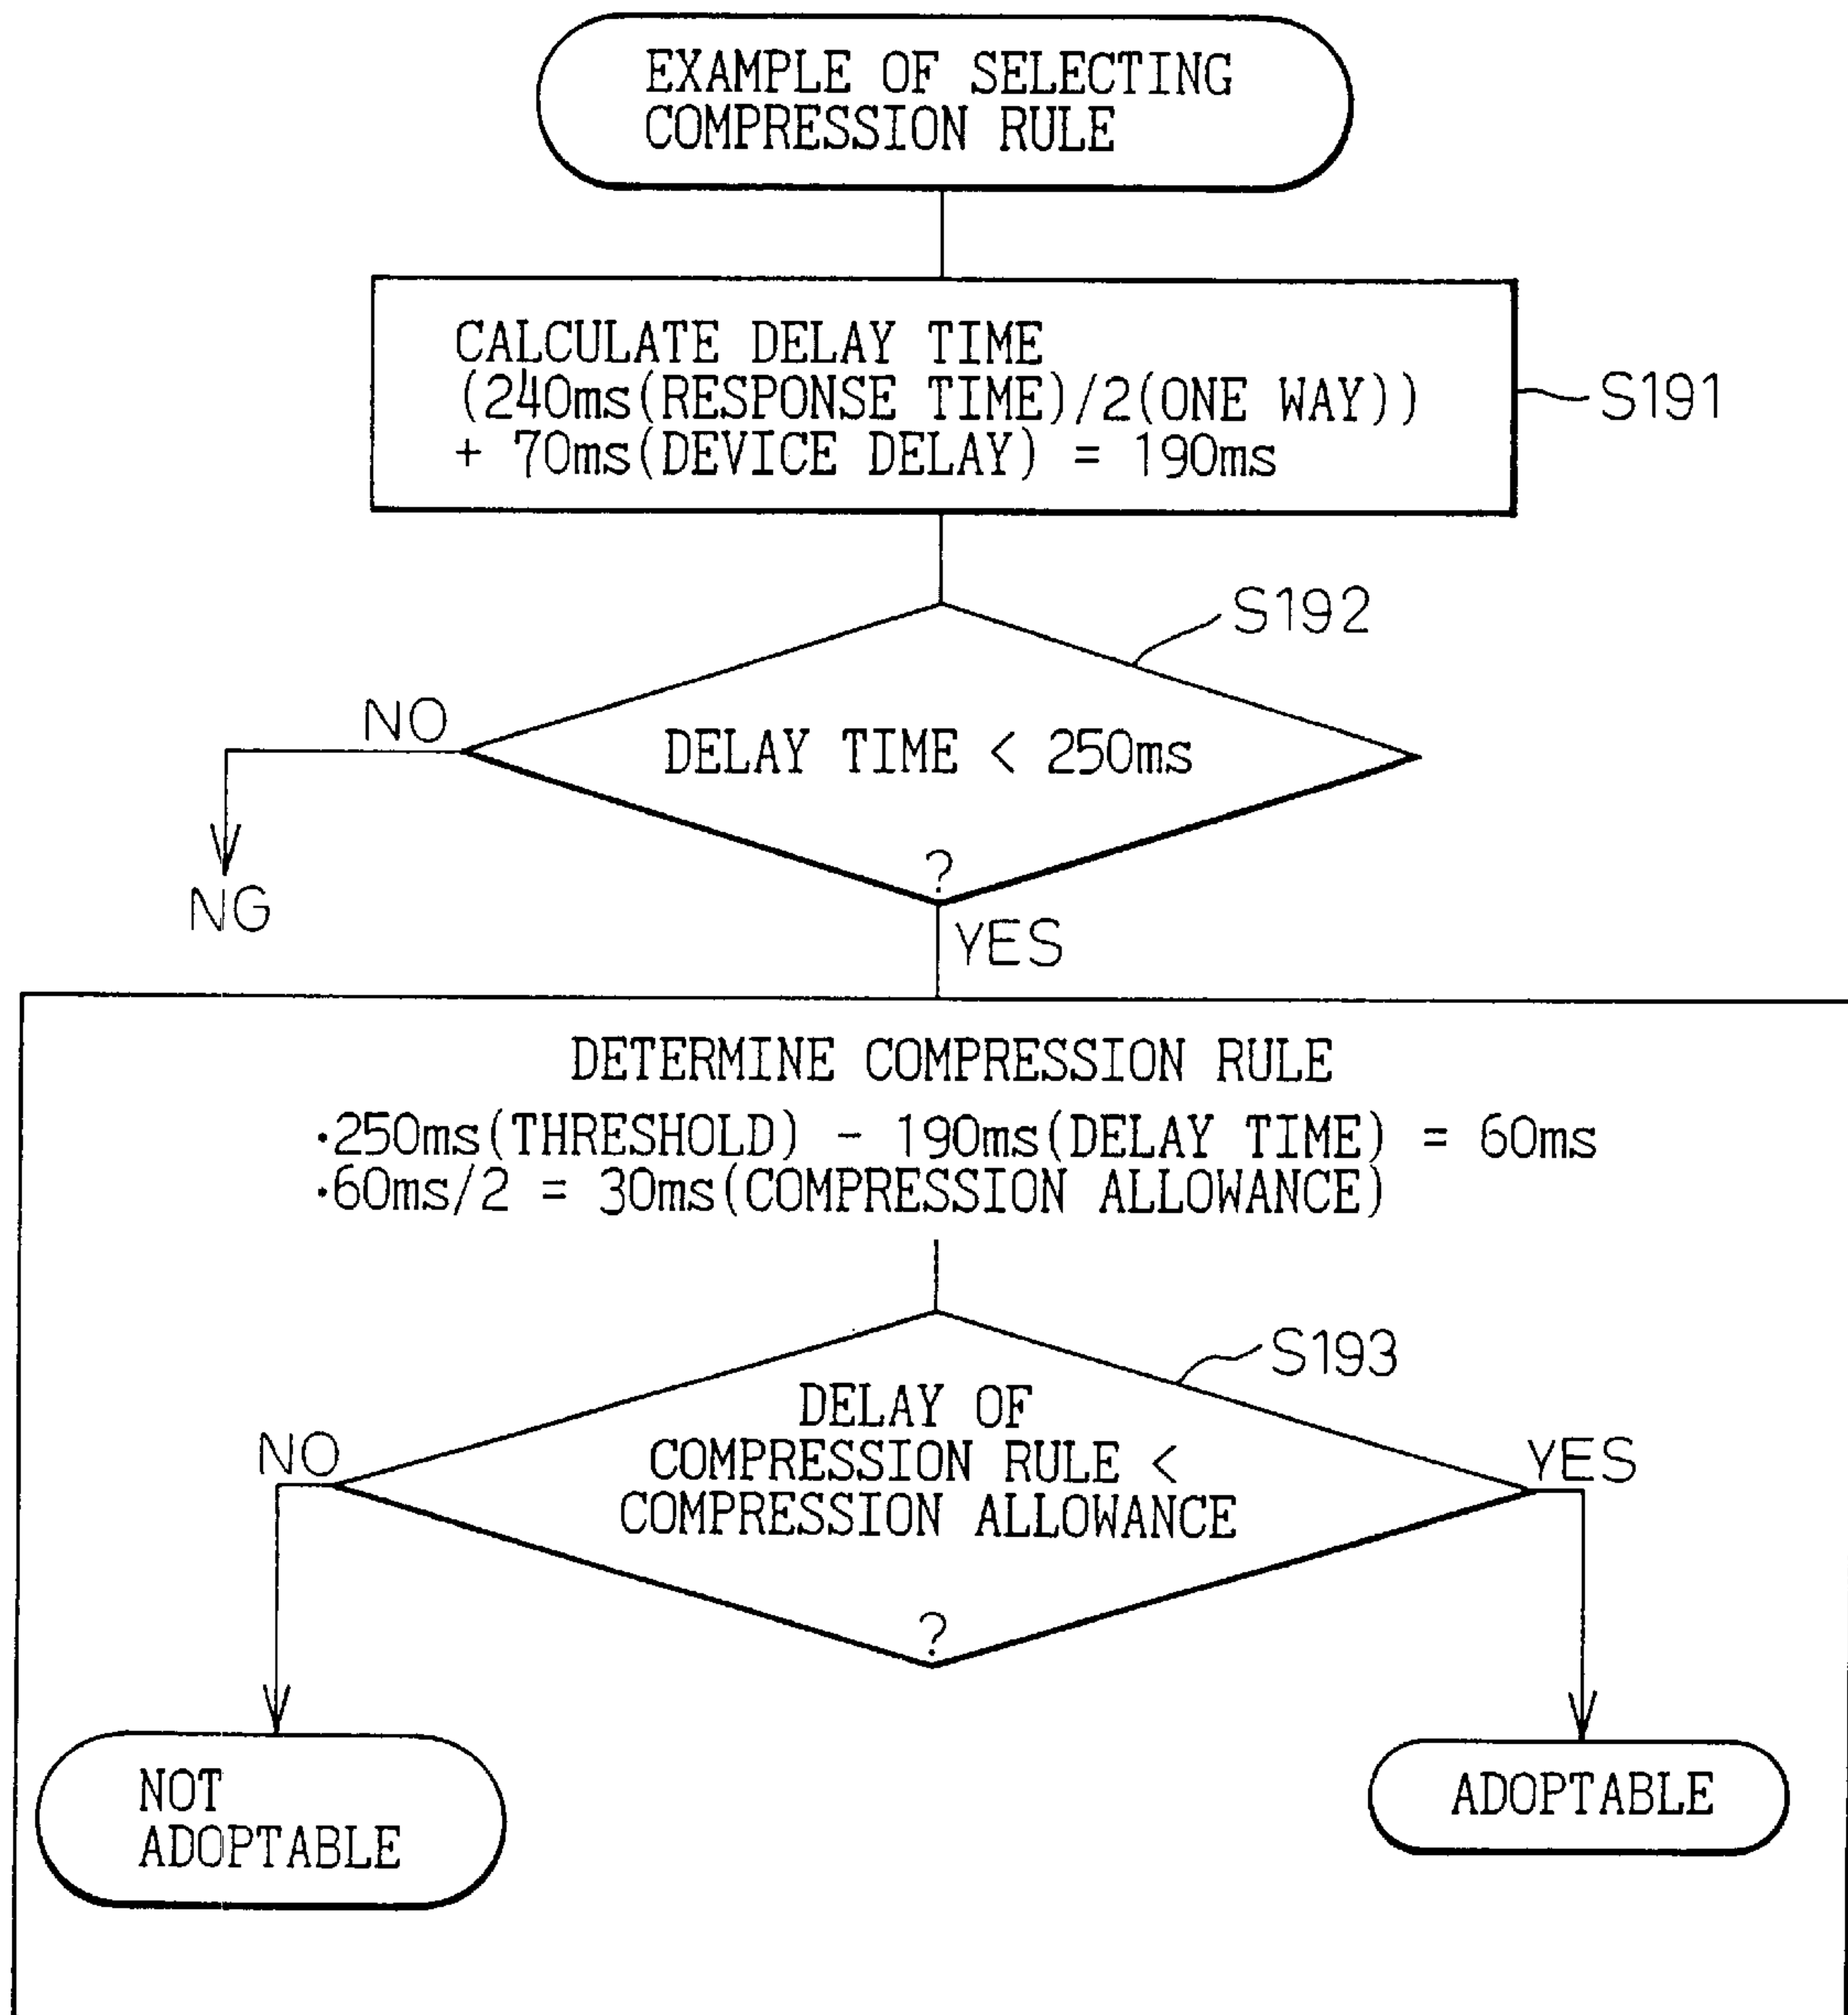 EXAMPLE OF SELECTING
COMPRESSION RULE
CALCULATE DELAY TIME
(240ms(RESPONSE TIME)/2(ONE WAY))
+ 70ms(DEVICE DELAY) = 190ms
S191
S192
NO
DELAY TIME < 250ms
?
NG
YES
DETERMINE COMPRESSION RULE
·250ms(THRESHOLD) - 190ms(DELAY TIME) = 60ms
·60ms/2 = 30ms(COMPRESSION ALLOWANCE)
S193
NO
DELAY OF
COMPRESSION RULE <
COMPRESSION ALLOWANCE
?
YES
NOT
ADOPTABLE
ADOPTABLE